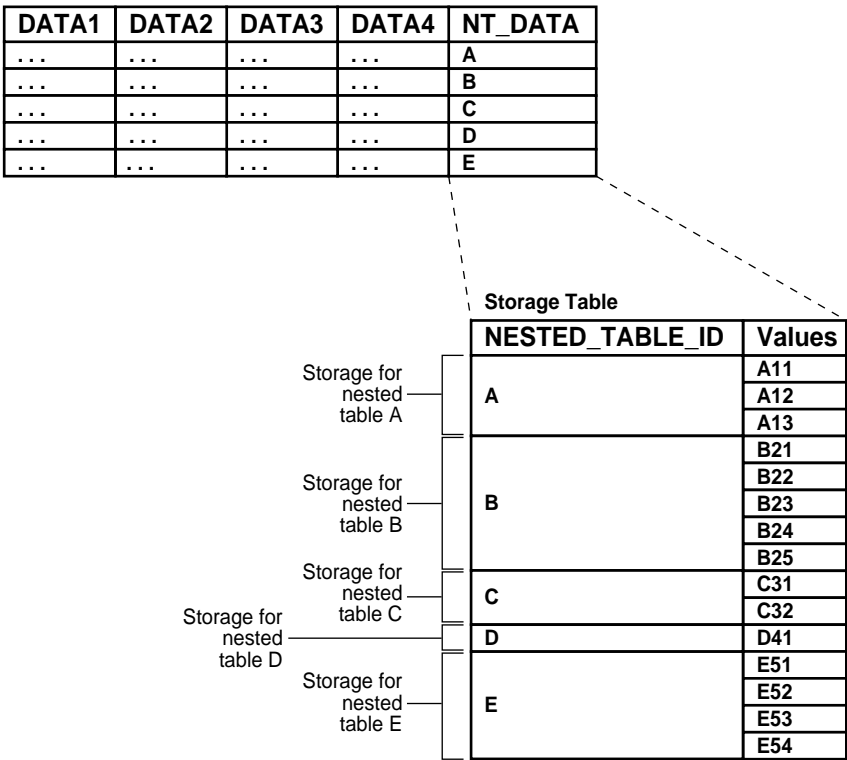 DATA1 DATA2 DATA3 DATA4 NT_DATA
... ... ... ... A
... ... ... ... B
... ... ... ... C
... ... ... ... D
... ... ... ... E
Storage Table
NESTED_TABLE_ID Values
Storage for
nested
table A
A
A11
A12
A13
Storage for
nested
table B
B
B21
B22
B23
B24
B25
Storage for
nested
table C
C
C31
C32
Storage for
nested
table D
D
D41
Storage for
nested
table E
E
E51
E52
E53
E54